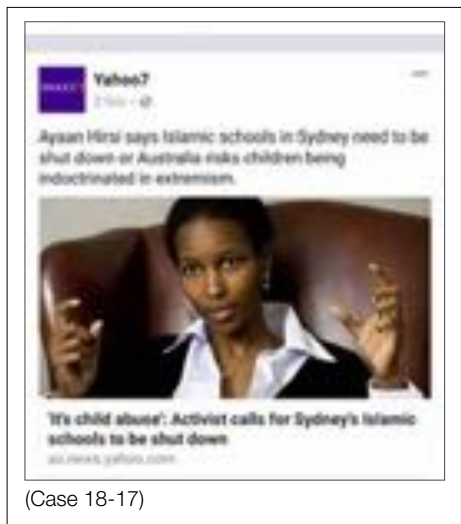 Yahoo7
2 hrs
Ayaan Hirsi says Islamic schools in Sydney need to be
shut down or Australia risks children being
indoctrinated in extremism.
'It's child abuse': Activist calls for Sydney's Islamic
schools to be shut down
au.news.yahoo.com
(Case 18-17)